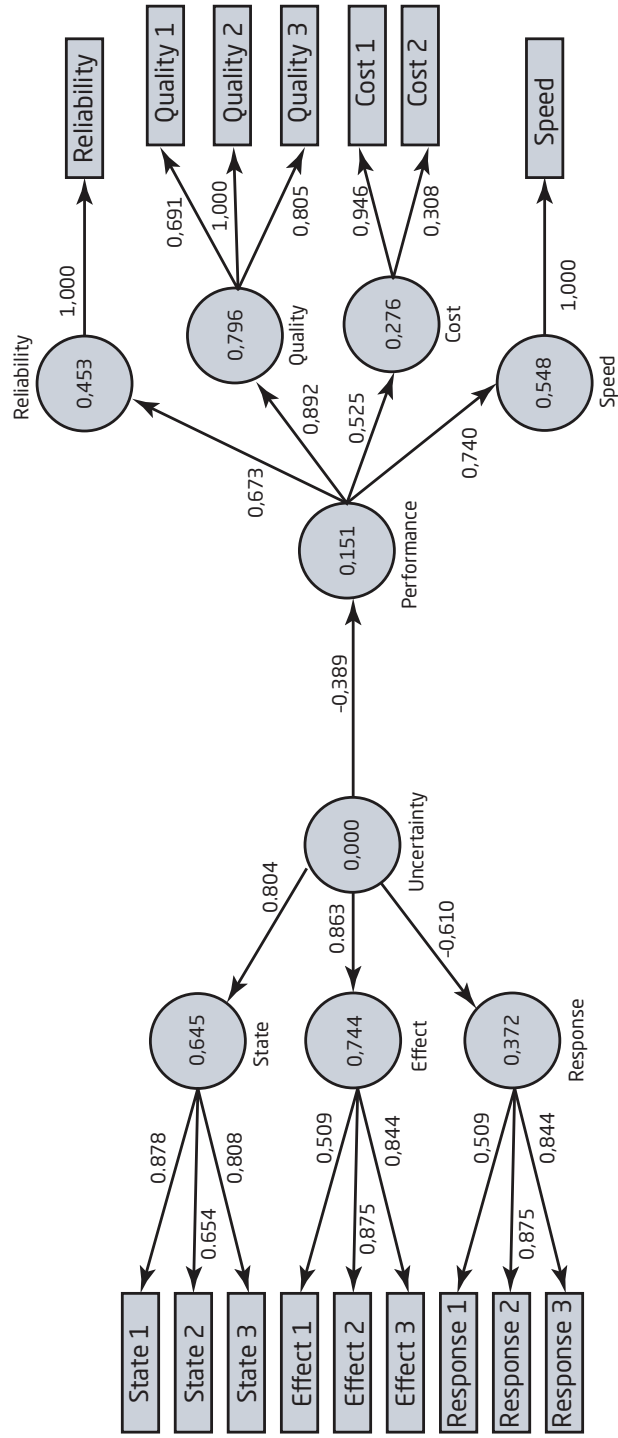 State 1
State 2
State 3
Effect 1
Effect 2
Effect 3
Response 1
Response 2
Response 3
0.878
0.654
0,808
0,509
0,875
0,844
0,509
0,875
0,844
0,645
State
0,744
Effect
0,372
Response
0.804
0.863
-0,610
0,000
Uncertainty
-0,389
0,151
Performance
0,673
0,892
0,525
0,740
Reliability
0,453
0,796
Quality
0,276
Cost
0,548
Speed
1,000
0,691
1,000
0,805
0,946
0,308
1,000
Reliability
Quality 1
Quality 2
Quality 3
Cost 1
Cost 2
Speed